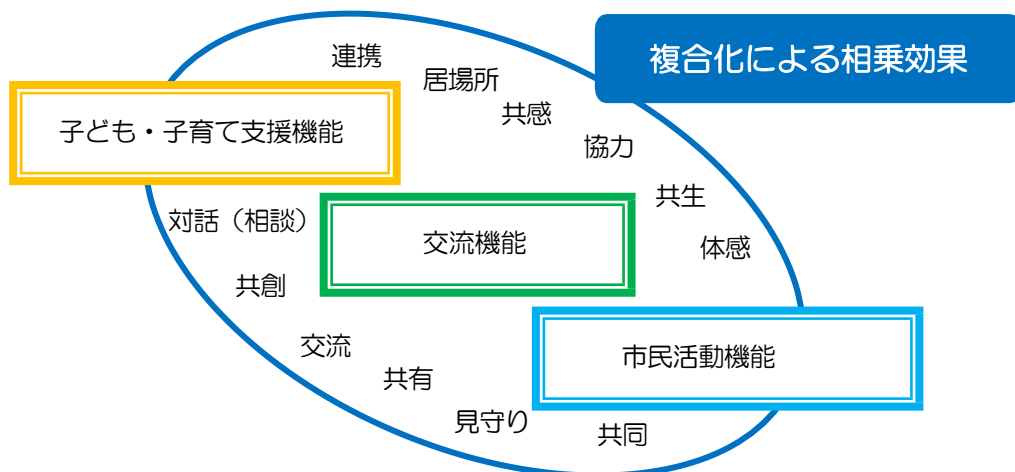 複合化による相乗効果
連携
居場所
共感
協力
子ども・子育て支援機能
共生
対話（相談）
交流機能
体感
共創
交流
市民活動機能
共有
見守り
共同